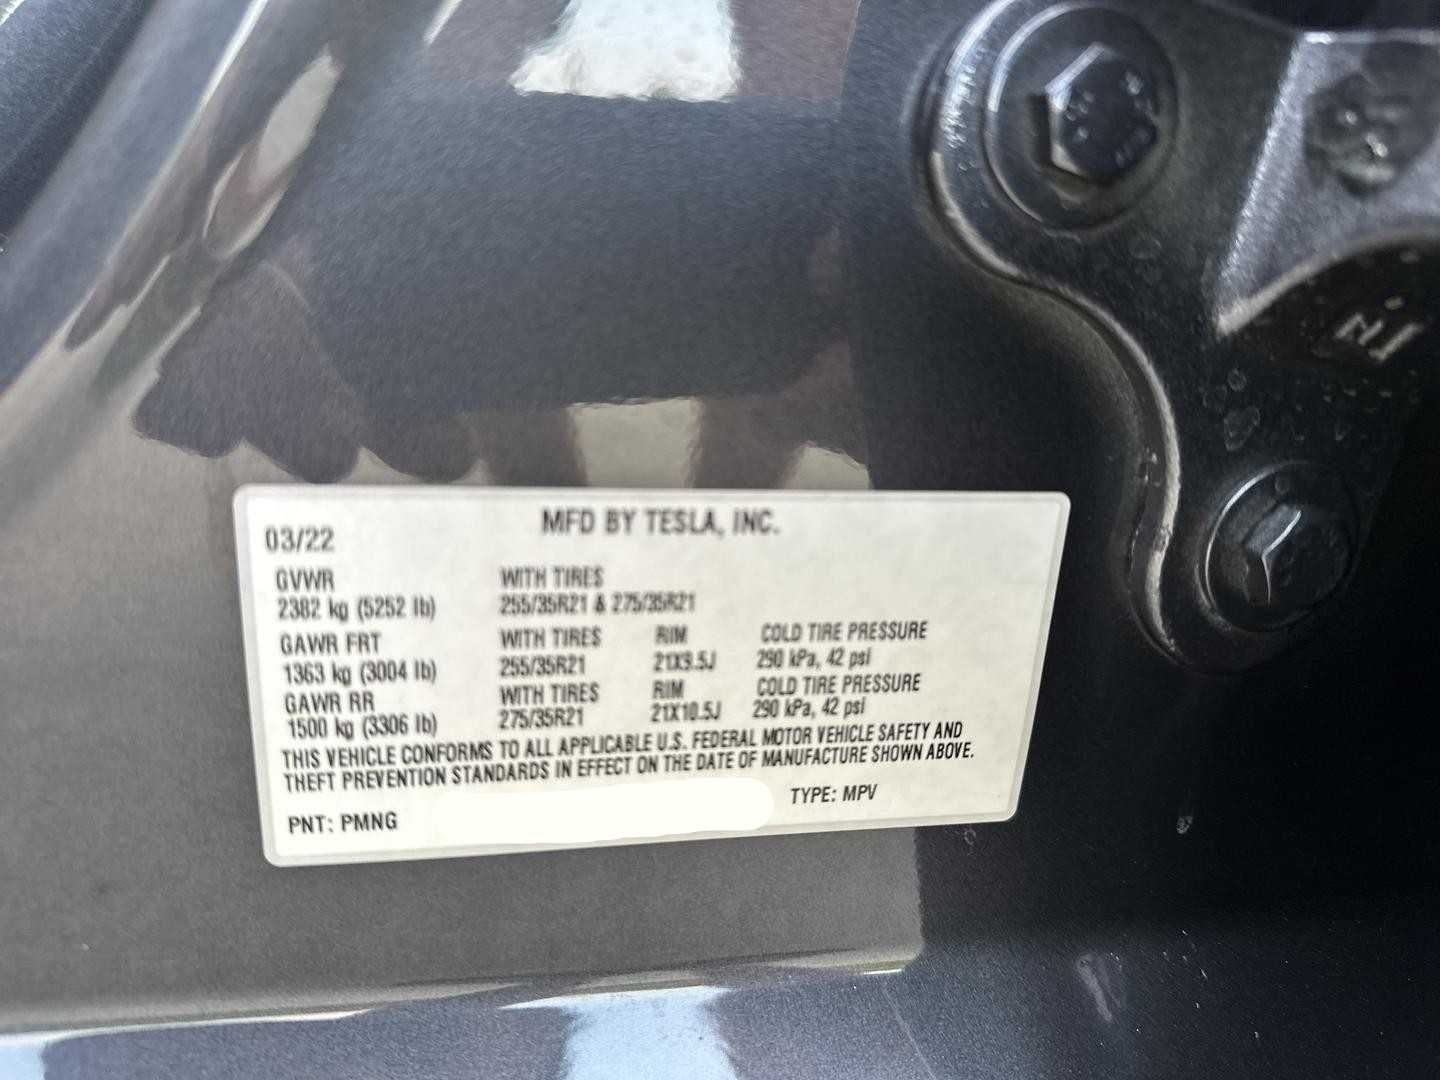 03/22
MFD BY TESLA, INC.
GVWR WITH TIRES
2382 kg (5252 lb) 255/35R21 & 275/35R21
GAWR FRT WITH TIRES RIM COLD TIRE PRESSURE
1363 kg (3004 lb) 255/35R21 21X9.5J 290 kPa, 42 psi
GAWR RR WITH TIRES RIM COLD TIRE PRESSURE
1500 kg (3306 lb) 275/35R21 21X10.5J 290 kPa, 42 psi
THIS VEHICLE CONFORMS TO ALL APPLICABLE U.S. FEDERAL MOTOR VEHICLE SAFETY AND
THEFT PREVENTION STANDARDS IN EFFECT ON THE DATE OF MANUFACTURE SHOWN ABOVE.
PNT: PMNG TYPE: MPV